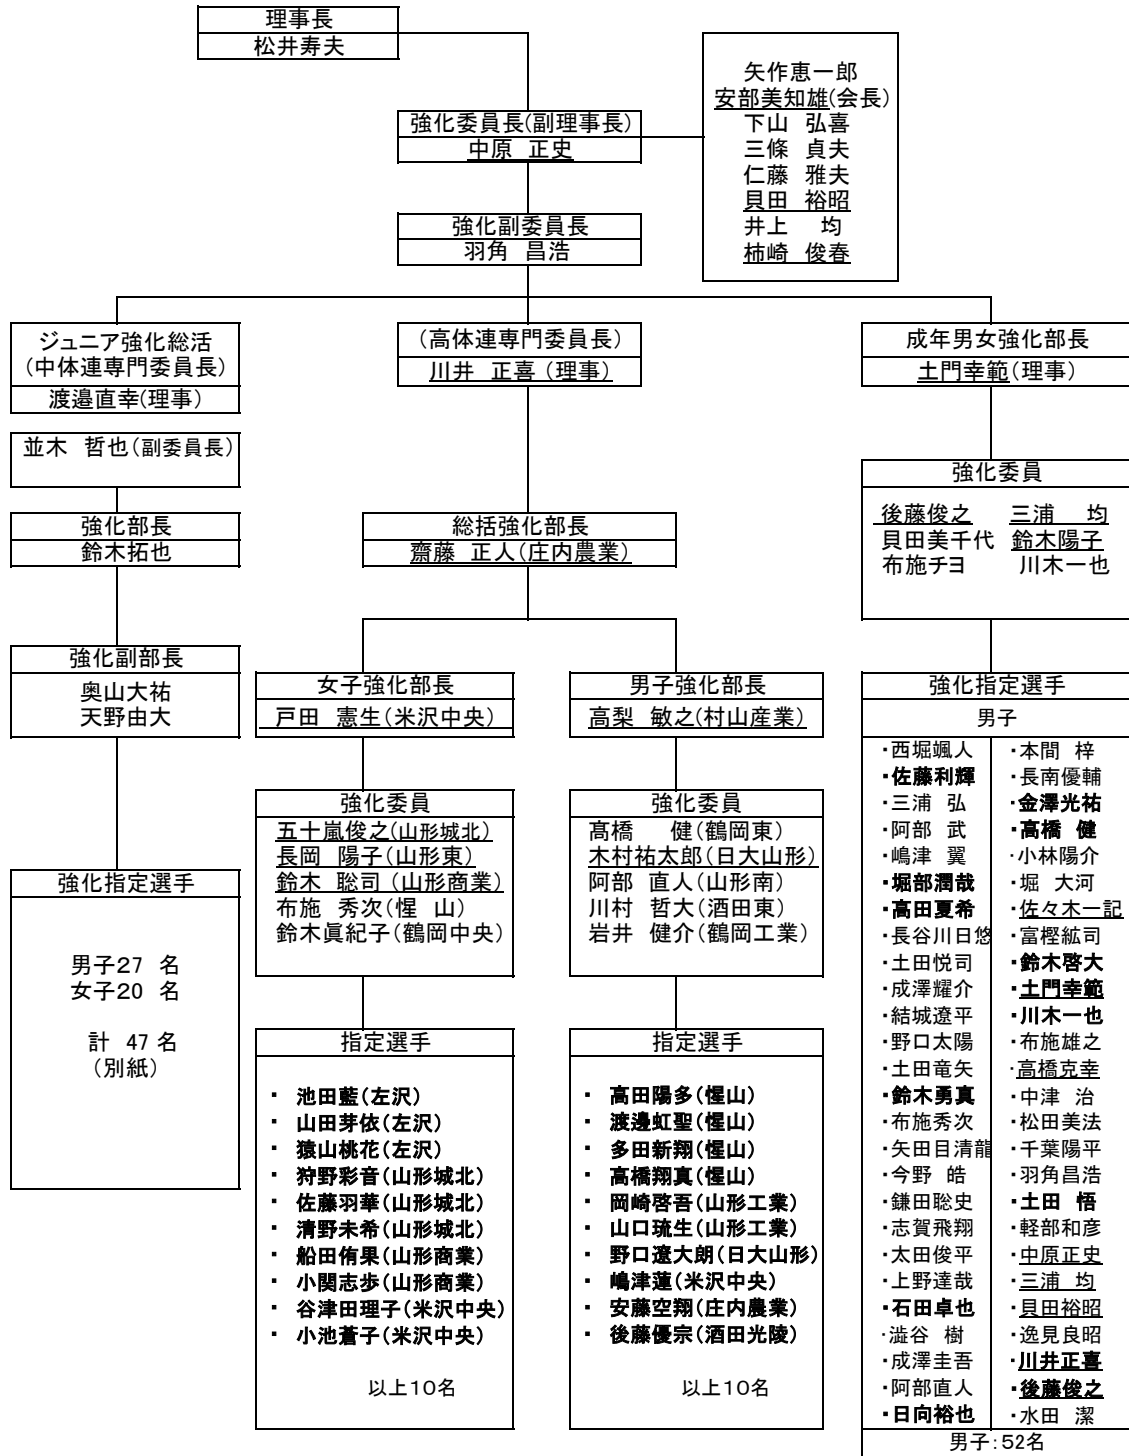 理事長
松井寿夫
矢作恵一郎
安部美知雄(会長)
下山 弘喜
三條 貞夫
仁藤 雅夫
貝田 裕昭
井上 均
柿崎 俊春
強化委員長(副理事長)
中原 正史
強化副委員長
羽角 昌浩
ジュニア強化総活
(中体連専門委員長)
渡邉直幸(理事)
並木 哲也(副委員長)
強化部長
鈴木拓也
強化副部長
奥山大祐
天野由大
強化指定選手
男子27 名
女子20 名
計 47 名
(別紙)
(高体連専門委員長)
川井 正喜 (理事)
総括強化部長
齋藤 正人(庄内農業)
女子強化部長
戸田 憲生(米沢中央)
強化委員
五十嵐俊之(山形城北)
長岡 陽子(山形東)
鈴木 聡司 (山形商業)
布施 秀次(惺 山)
鈴木眞紀子(鶴岡中央)
指定選手
・ 池田藍(左沢)
・ 山田芽依(左沢)
・ 猿山桃花(左沢)
・ 狩野彩音(山形城北)
・ 佐藤羽華(山形城北)
・ 清野未希(山形城北)
・ 船田侑果(山形商業)
・ 小関志歩(山形商業)
・ 谷津田理子(米沢中央)
・ 小池蒼子(米沢中央)
以上10名
男子強化部長
高梨 敏之(村山産業)
強化委員
髙橋 健(鶴岡東)
木村祐太郎(日大山形)
阿部 直人(山形南)
川村 哲大(酒田東)
岩井 健介(鶴岡工業)
指定選手
・ 高田陽多(惺山)
・ 渡邊虹聖(惺山)
・ 多田新翔(惺山)
・ 高橋翔真(惺山)
・ 岡崎啓吾(山形工業)
・ 山口琉生(山形工業)
・ 野口遼大朗(日大山形)
・ 嶋津蓮(米沢中央)
・ 安藤空翔(庄内農業)
・ 後藤優宗(酒田光陵)
以上10名
成年男女強化部長
土門幸範(理事)
強化委員
後藤俊之 三浦 均
貝田美千代 鈴木陽子
布施チヨ 川木一也
強化指定選手
男子
・西堀颯人 ・本間 梓
・佐藤利輝 ・長南優輔
・三浦 弘 ・金澤光祐
・阿部 武 ・高橋 健
・嶋津 翼 ・小林陽介
・堀部潤哉 ・堀 大河
・高田夏希 ・佐々木一記
・長谷川日悠 ・富樫紘司
・土田悦司 ・鈴木啓大
・成澤耀介 ・土門幸範
・結城遼平 ・川木一也
・野口太陽 ・布施雄之
・土田竜矢 ・高橋克幸
・鈴木勇真 ・中津 治
・布施秀次 ・松田美法
・矢田目清龍 ・千葉陽平
・今野 皓 ・羽角昌浩
・鎌田聡史 ・土田 悟
・志賀飛翔 ・軽部和彦
・太田俊平 ・中原正史
・上野達哉 ・三浦 均
・石田卓也 ・貝田裕昭
・澁谷 樹 ・逸見良昭
・成澤圭吾 ・川井正喜
・阿部直人 ・後藤俊之
・日向裕也 ・水田 潔
男子:52名